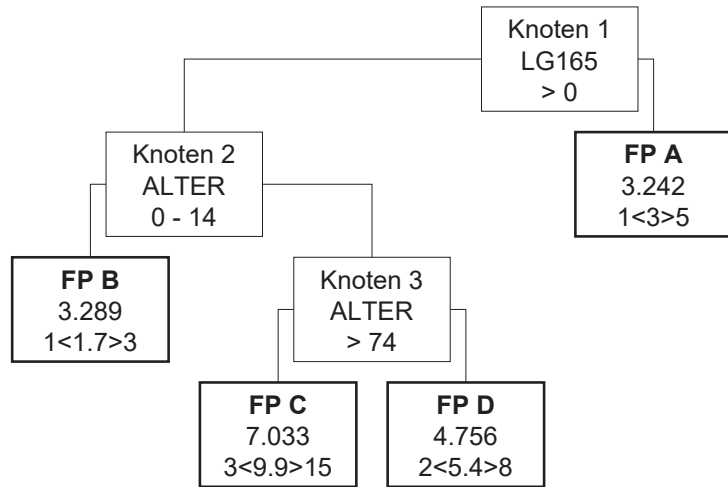 Knoten 1
LG165
> 0
Knoten 2
ALTER
0 - 14
FP A
3.242
1<3>5
FP B
3.289
1<1.7>3
Knoten 3
ALTER
> 74
FP C
7.033
3<9.9>15
FP D
4.756
2<5.4>8